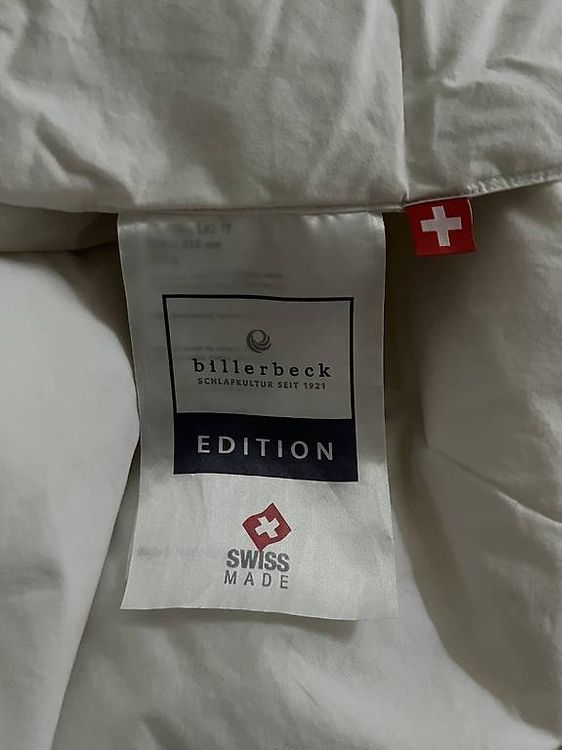 billerbeck
SCHLAFKULTUR SEIT 1921
EDITION
SWISS
MADE